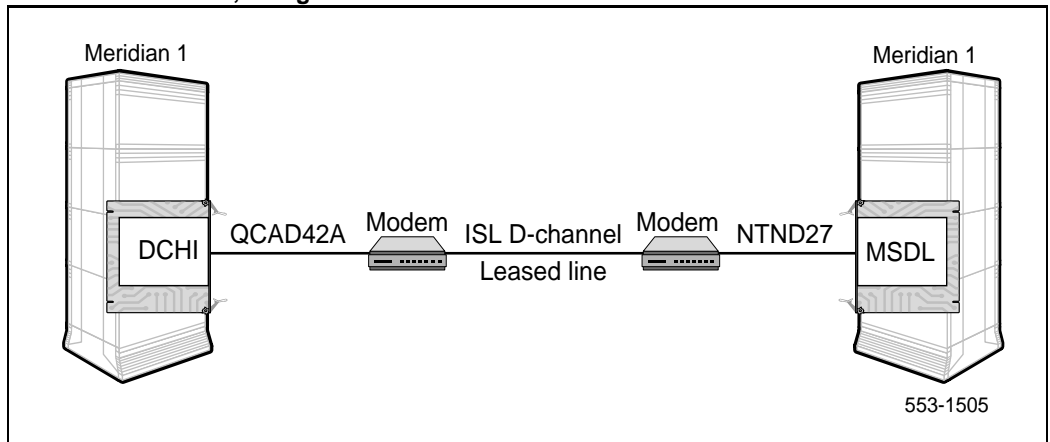 Meridian 1
Meridian 1
QCAD42A
Modem
ISL D-channel
Modem
NTND27
DCHI
MSDL
Leased line
553-1505